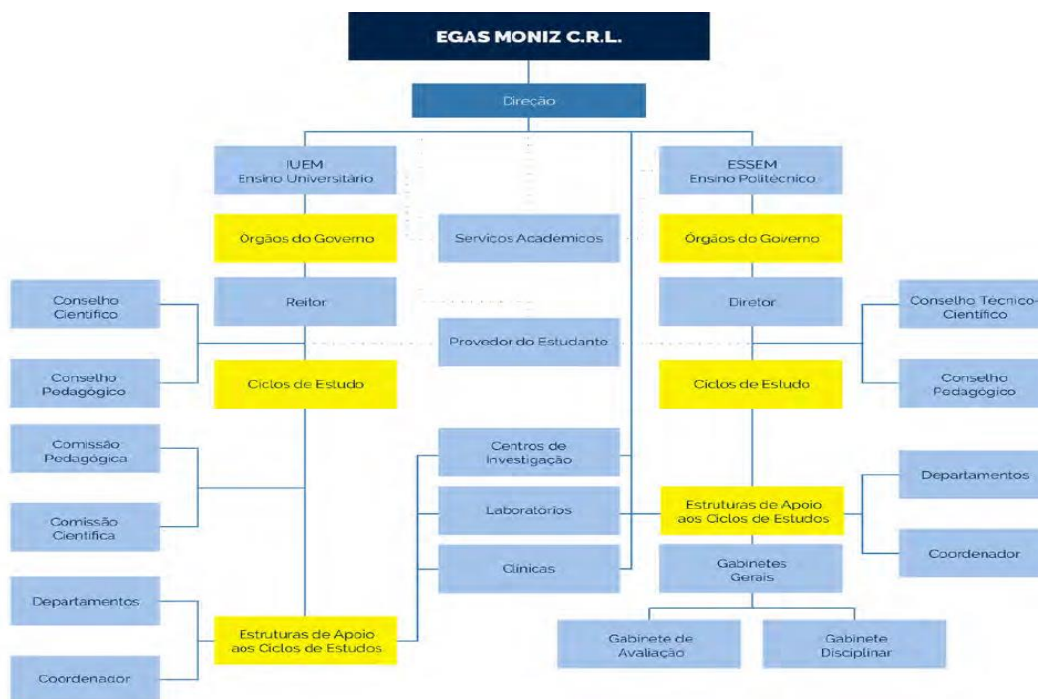 EGAS MONIZ C.R.L.
Direção
IUEM
Ensino Universitário
ESSEM
Ensino Politécnico
Órgãos do Governo
Serviços Académicos
Órgãos do Governo
Conselho
Científico
Reitor
Diretor
Conselho Técnico-
Científico
Provedor do Estudante
Conselho
Pedagógico
Ciclos de Estudo
Ciclos de Estudo
Conselho
Pedagógico
Comissão
Pedagógica
Centros de
Investigação
Departamentos
Comissão
Científica
Laboratórios
Estruturas de Apoio
aos Ciclos de Estudos
Coordenador
Clínicas
Gabinetes
Gerais
Departamentos
Estruturas de Apoio
aos Ciclos de Estudos
Gabinete de
Avaliação
Gabinete
Disciplinar
Coordenador